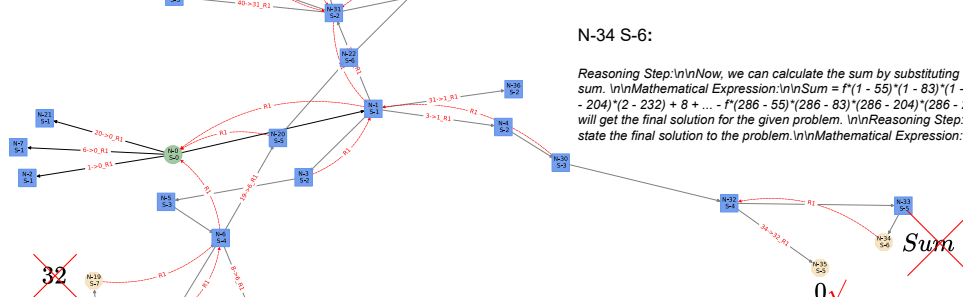 40->31_R1
N-31
S-2
N-22
S-6
R1
N-34 S-6:
Reasoning Step:\n\nNow, we can calculate the sum by substituting
sum. \n\nMathematical Expression:\n\nSum = f*(1 - 55)*(1 - 83)*(1 -
- 204)*(2 - 232) + 8 + ... - f*(286 - 55)*(286 - 83)*(286 - 204)*(286 -
will get the final solution for the given problem. \n\nReasoning Step:
state the final solution to the problem.\n\nMathematical Expression:
N-36
S-2
31->1_R1
R1
N-1
S-1
3->1_R1
N-4
S-2
N-21
S-1
20->0_R1
R1
N-20
S-5
N-7
S-1
6->0_R1
N-0
S-0
1->0_R1
N-2
S-1
R1
N-3
S-2
N-30
S-3
19->6_R1
R1
N-5
S-3
N-32
S-4
R1
N-33
S-5
34->32_R1
N-6
S-4
N-34
S-6
Sum
N-35
S-5
0
32
N-19
S-7
R1
R1
8->6_R1